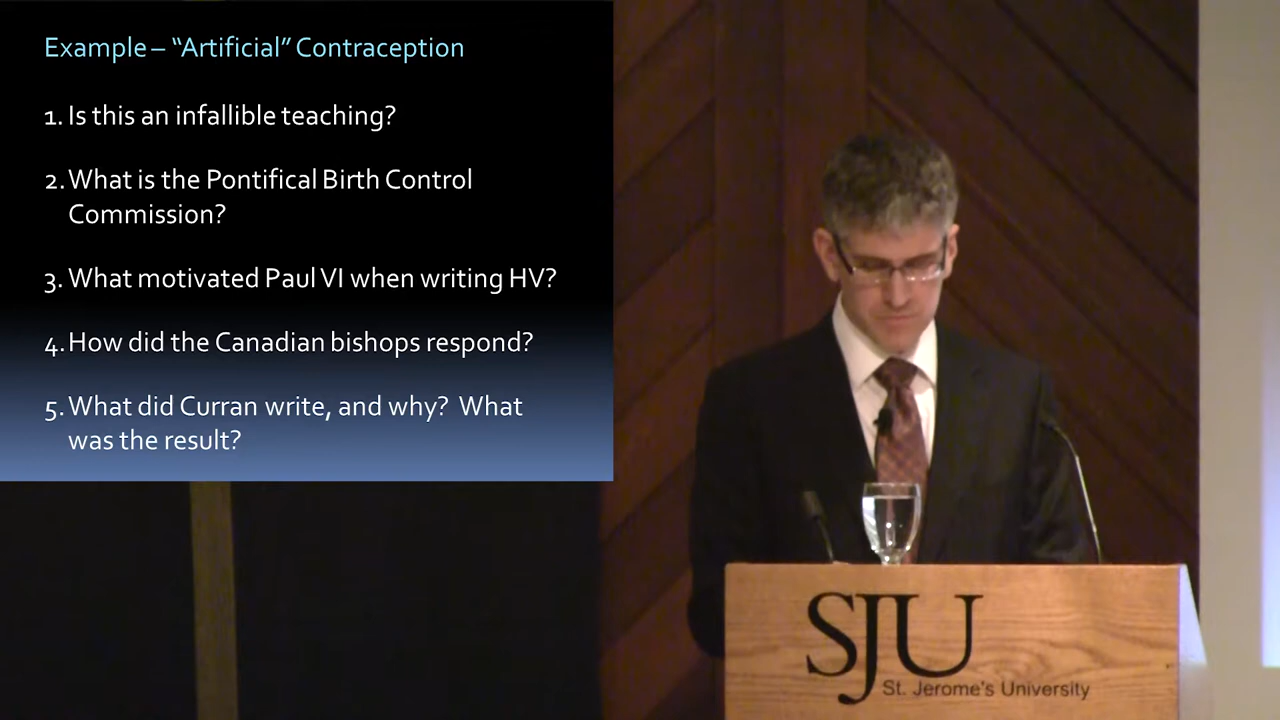 Example – “Artificial” Contraception
1. Is this an infallible teaching?
2. What is the Pontifical Birth Control
Commission?
3. What motivated Paul VI when writing HV?
4. How did the Canadian bishops respond?
5. What did Curran write, and why?  What
was the result?
SJU
St. Jerome's University